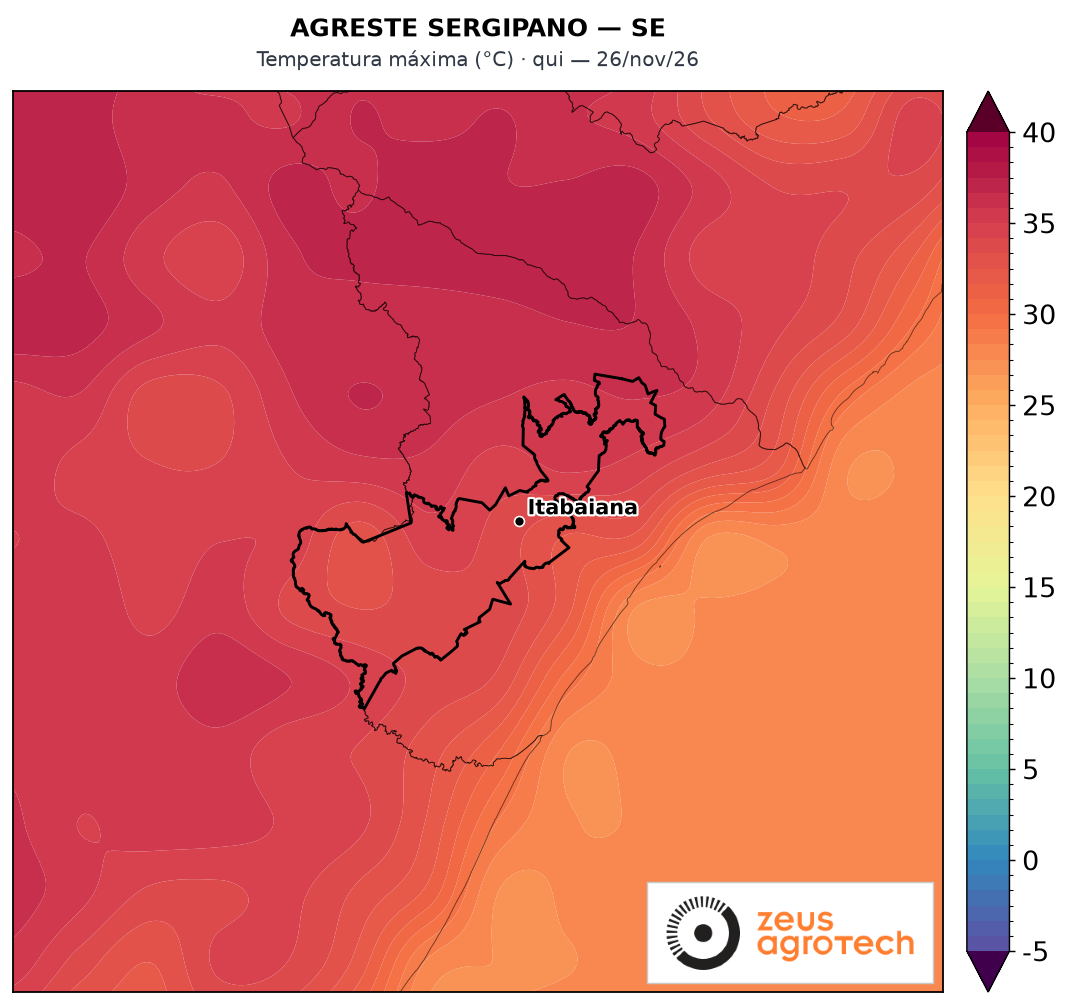 AGRESTE SERGIPANO — SE
Temperatura máxima (°C) · qui — 26/nov/26
40
35
30
25
20
15
10
5
0
-5
Itabaiana
zeus
agrotech